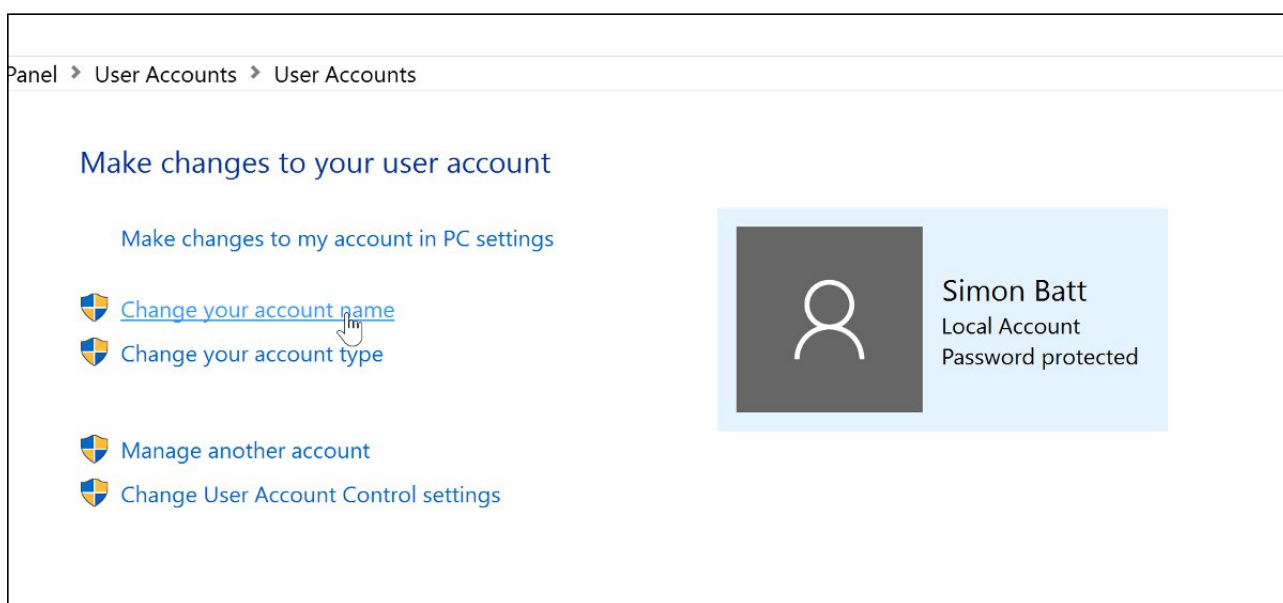 Panel > User Accounts > User Accounts
Make changes to your user account
Make changes to my account in PC settings
Change your account name
Change your account type
Manage another account
Change User Account Control settings
Simon Batt
Local Account
Password protected